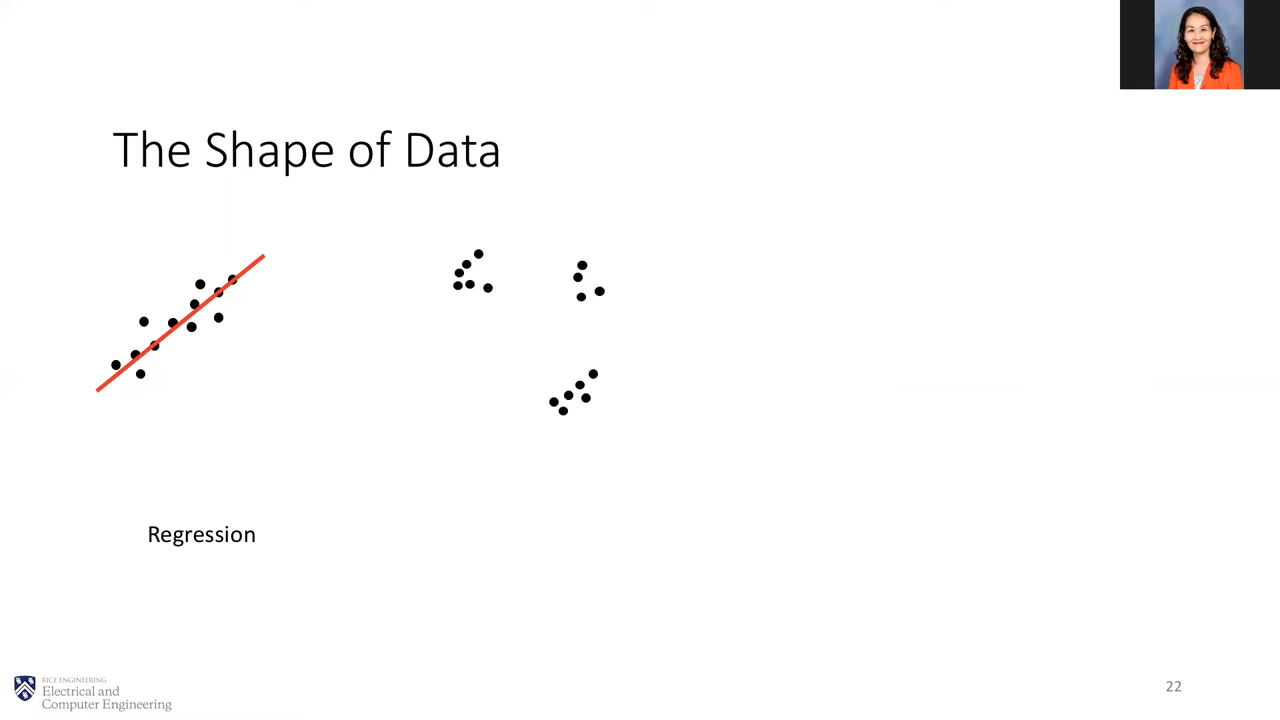 The Shape of Data
Regression
RICE ENGINEERING
Electrical and
Computer Engineering
22